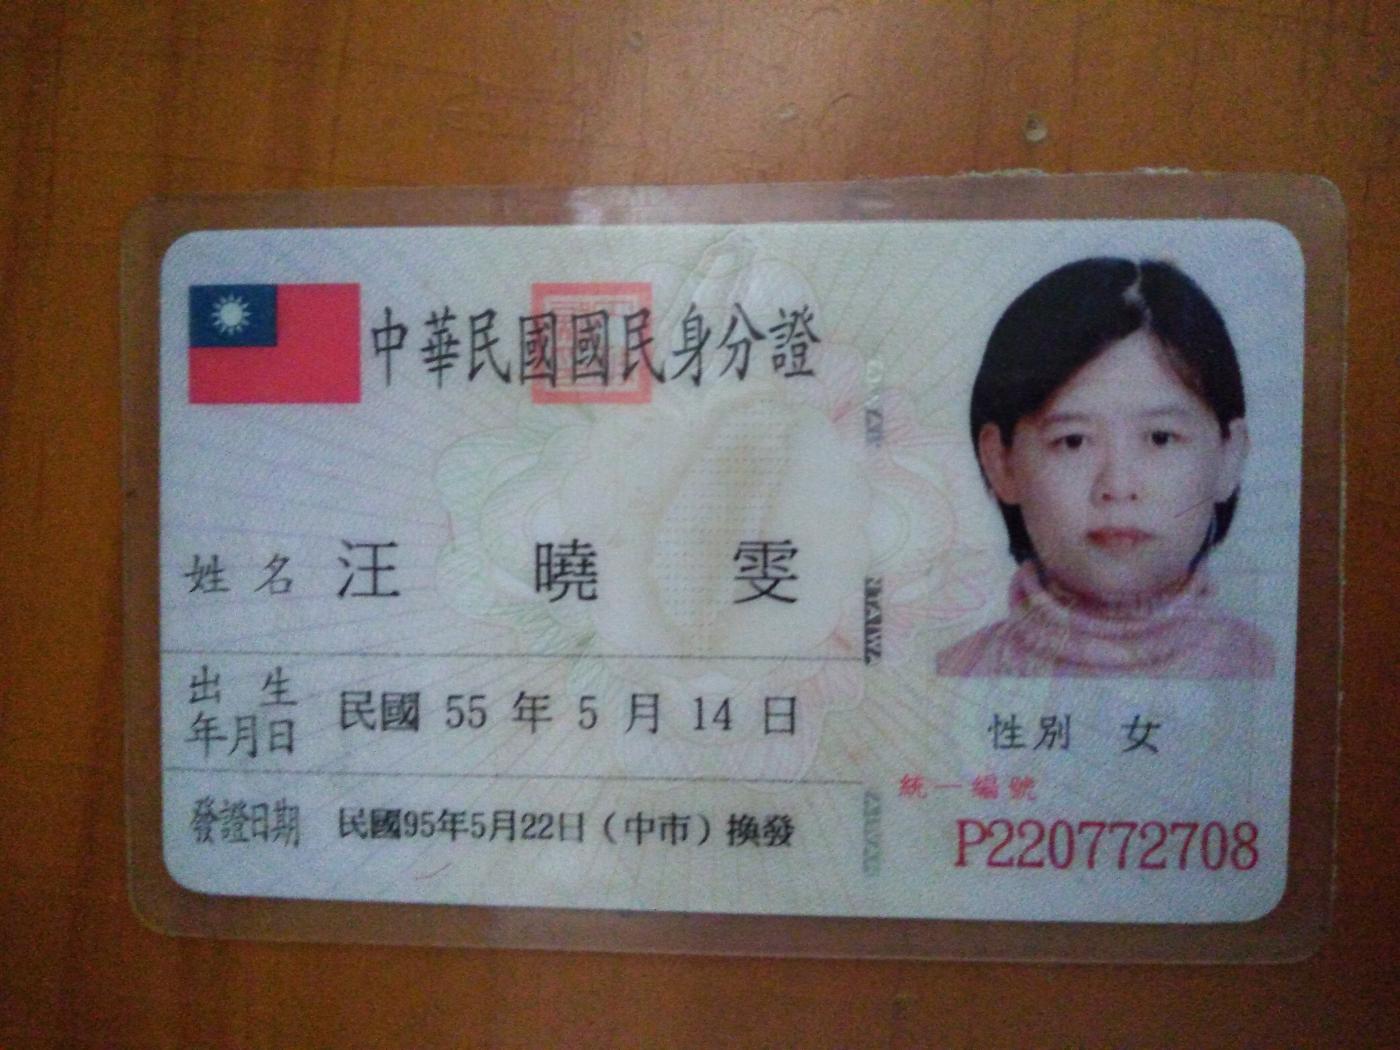 中華民國國民身分證
姓名 汪曉雯
出生年月日 民國 55 年 5 月 14 日
性別 女
發證日期 民國95年5月22日（中市）換發
統一編號
P220772708